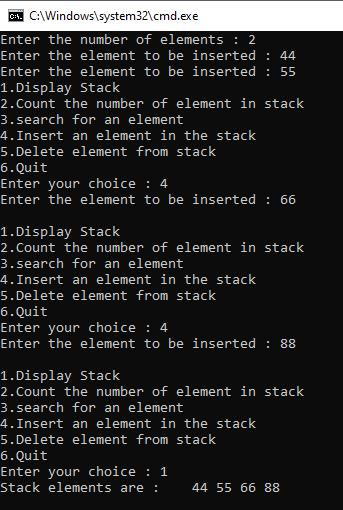 C:\Windows\system32\cmd.exe
Enter the number of elements : 2
Enter the element to be inserted : 44
Enter the element to be inserted : 55
1.Display Stack
2.Count the number of element in stack
3.search for an element
4.Insert an element in the stack
5.Delete element from stack
6.Quit
Enter your choice : 4
Enter the element to be inserted : 66

1.Display Stack
2.Count the number of element in stack
3.search for an element
4.Insert an element in the stack
5.Delete element from stack
6.Quit
Enter your choice : 4
Enter the element to be inserted : 88

1.Display Stack
2.Count the number of element in stack
3.search for an element
4.Insert an element in the stack
5.Delete element from stack
6.Quit
Enter your choice : 1
Stack elements are :    44 55 66 88